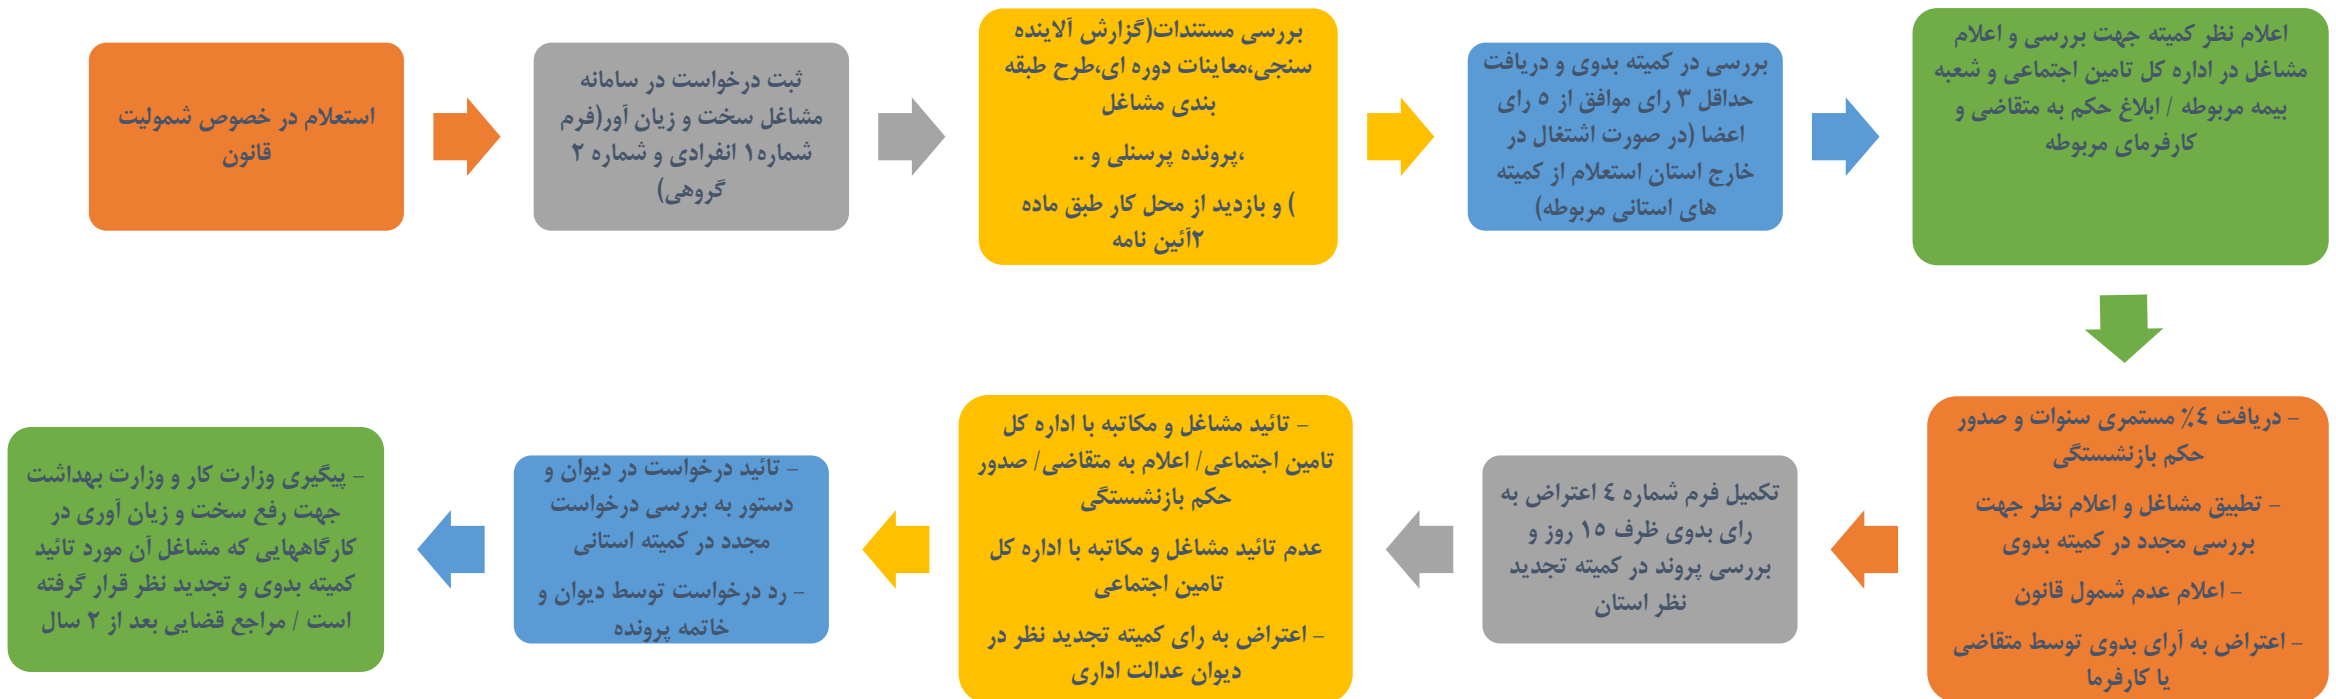 استعلام در خصوص شمولیت
قانون
ثبت درخواست در سامانه
مشاغل سخت و زیان آور(فرم
شماره۱ انفرادی و شماره ۲
گروهی)
بررسی مستندات(گزارش آلاینده
سنجی،معاینات دوره ای،طرح طبقه
بندی مشاغل
،پرونده پرسنلی و ..
) و بازدید از محل کار طبق ماده
۲آئین نامه
بررسی در کمیته بدوی و دریافت
حداقل ۳ رای موافق از ۵ رای
اعضا (در صورت اشتغال در
خارج استان استعلام از کمیته
های استانی مربوطه)
اعلام نظر کمیته جهت بررسی و اعلام
مشاغل در اداره کل تامین اجتماعی و شعبه
بیمه مربوطه / ابلاغ حکم به متقاضی و
کارفرمای مربوطه
- دریافت ۴٪ مستمری سنوات و صدور
حکم بازنشستگی
- تطبیق مشاغل و اعلام نظر جهت
بررسی مجدد در کمیته بدوی
- اعلام عدم شمول قانون
- اعتراض به آرای بدوی توسط متقاضی
یا کارفرما
تکمیل فرم شماره ۴ اعتراض به
رای بدوی ظرف ۱۵ روز و
بررسی پروند در کمیته تجدید
نظر استان
- تائید مشاغل و مکاتبه با اداره کل
تامین اجتماعی/ اعلام به متقاضی/ صدور
حکم بازنشستگی
عدم تائید مشاغل و مکاتبه با اداره کل
تامین اجتماعی
- اعتراض به رای کمیته تجدید نظر در
دیوان عدالت اداری
- تائید درخواست در دیوان و
دستور به بررسی درخواست
مجدد در کمیته استانی
- رد درخواست توسط دیوان و
خاتمه پرونده
- پیگیری وزارت کار و وزارت بهداشت
جهت رفع سخت و زیان آوری در
کارگاههایی که مشاغل آن مورد تائید
کمیته بدوی و تجدید نظر قرار گرفته
است / مراجع قضایی بعد از ۲ سال